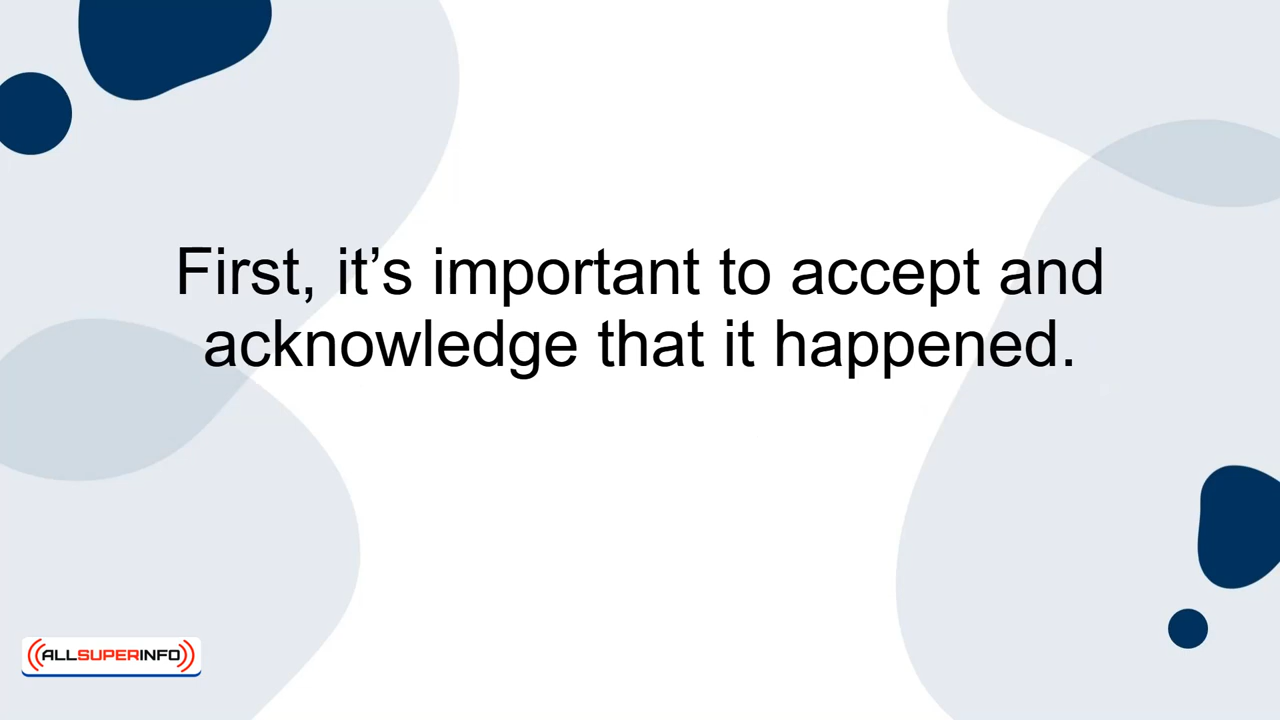 First, it’s important to accept and
acknowledge that it happened.
ALLSUPERINFO